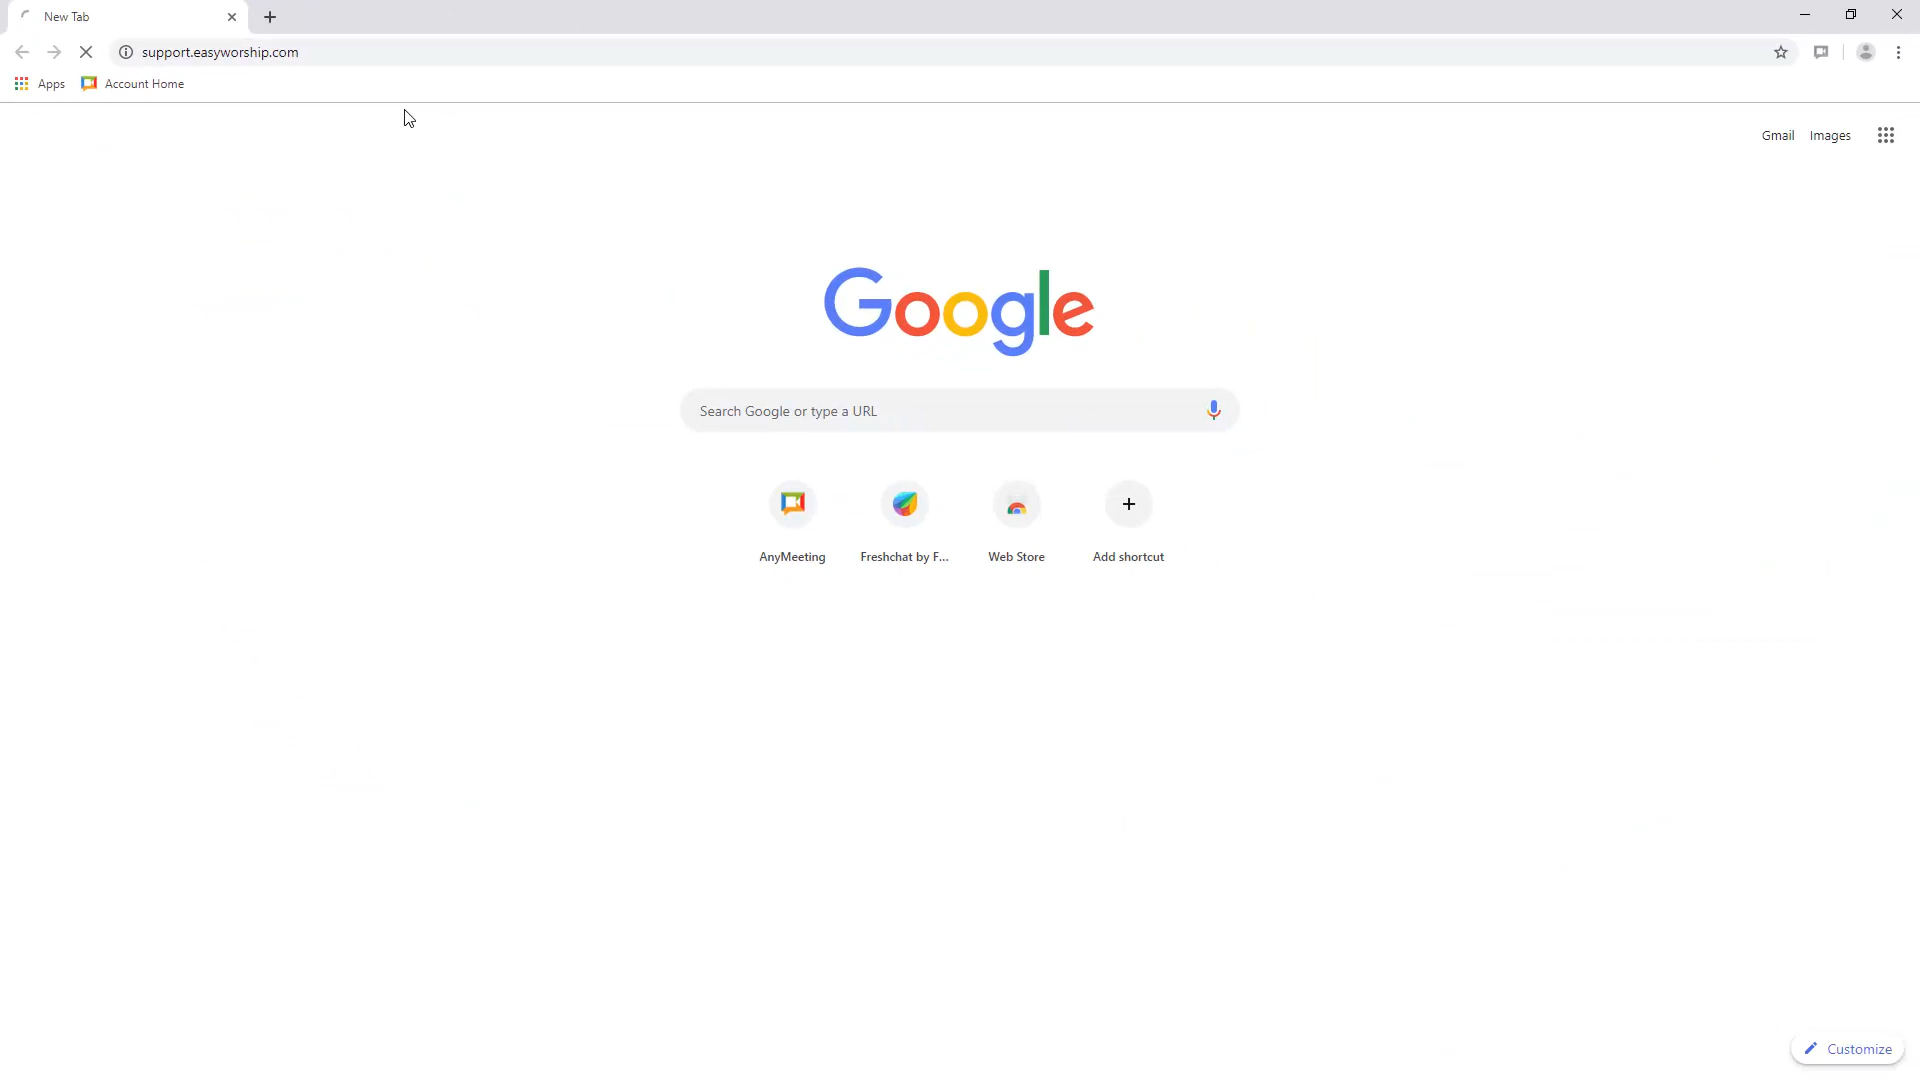 New Tab
support.easyworship.com
Apps
Account Home
Gmail
Images
Google
Search Google or type a URL
AnyMeeting
Freshchat by F...
Web Store
Add shortcut
Customize